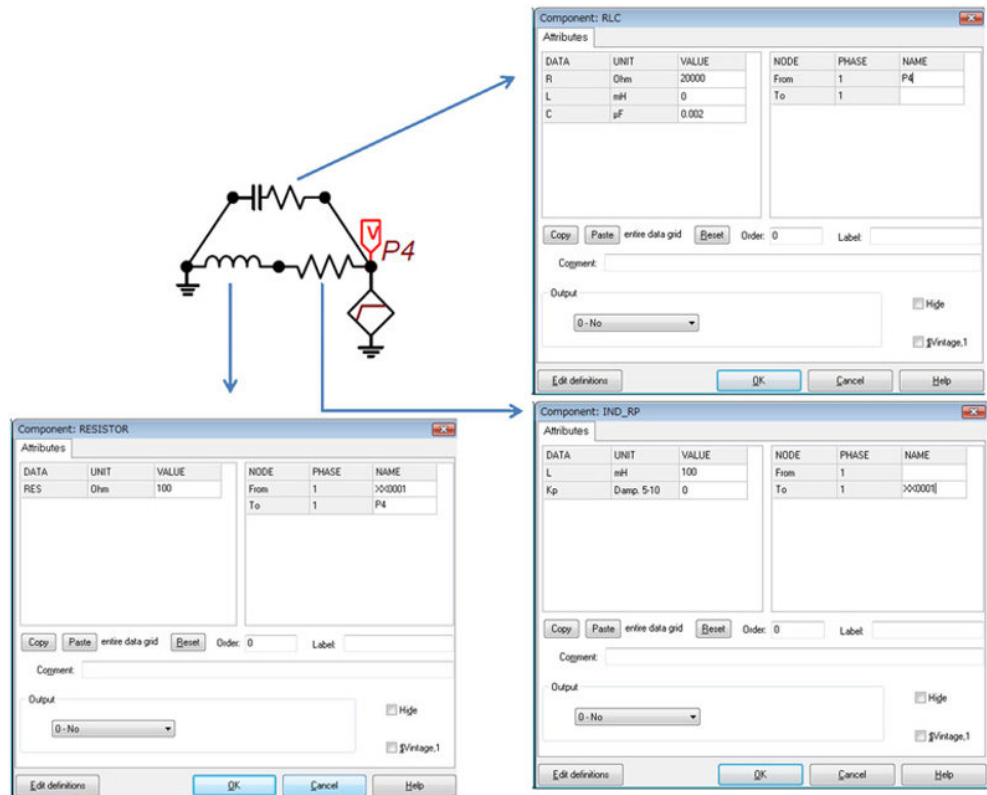 Component: RLC
Attributes
DATA UNIT VALUE
R Ohm 20000
L mH 0
C µF 0.002
NODE PHASE NAME
From 1 P4
To 1
Copy Paste entire data grid Reset Order: 0 Label:
Comment:
Output
0 - No
Hide
$Vintage,1
Edit definitions OK Cancel Help
V
P4
Component: RESISTOR
Attributes
DATA UNIT VALUE
RES Ohm 100
NODE PHASE NAME
From 1 XX0001
To 1 P4
Copy Paste entire data grid Reset Order: 0 Label:
Comment:
Output
0 - No
Hide
$Vintage,1
Edit definitions OK Cancel Help
Component: IND_RP
Attributes
DATA UNIT VALUE
L mH 100
Kp Damp. 5-10 0
NODE PHASE NAME
From 1
To 1 XX0001
Copy Paste entire data grid Reset Order: 0 Label:
Comment:
Output
0 - No
Hide
$Vintage,1
Edit definitions OK Cancel Help